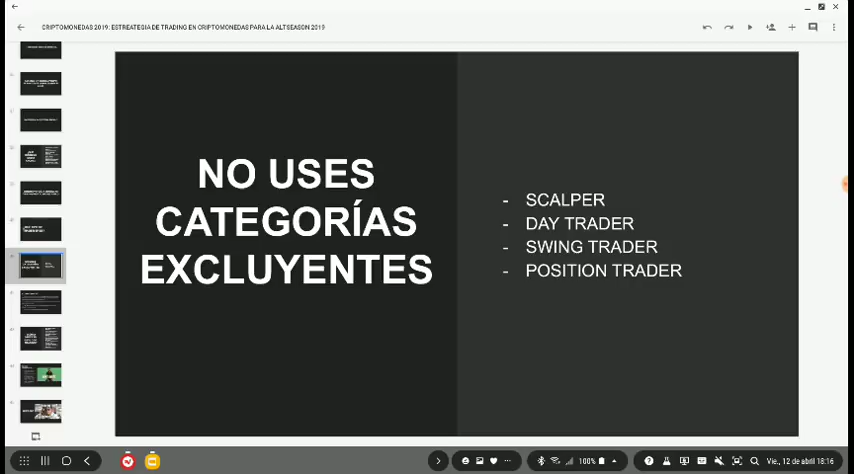 CRIPTOMONEDAS 2019: ESTREATEGIA DE TRADING EN CRIPTOMONEDAS PARA LA ALTSEASON 2019
NO USES
CATEGORÍAS
EXCLUYENTES
- SCALPER
- DAY TRADER
- SWING TRADER
- POSITION TRADER
100%
Vie., 12 de abril 18:16